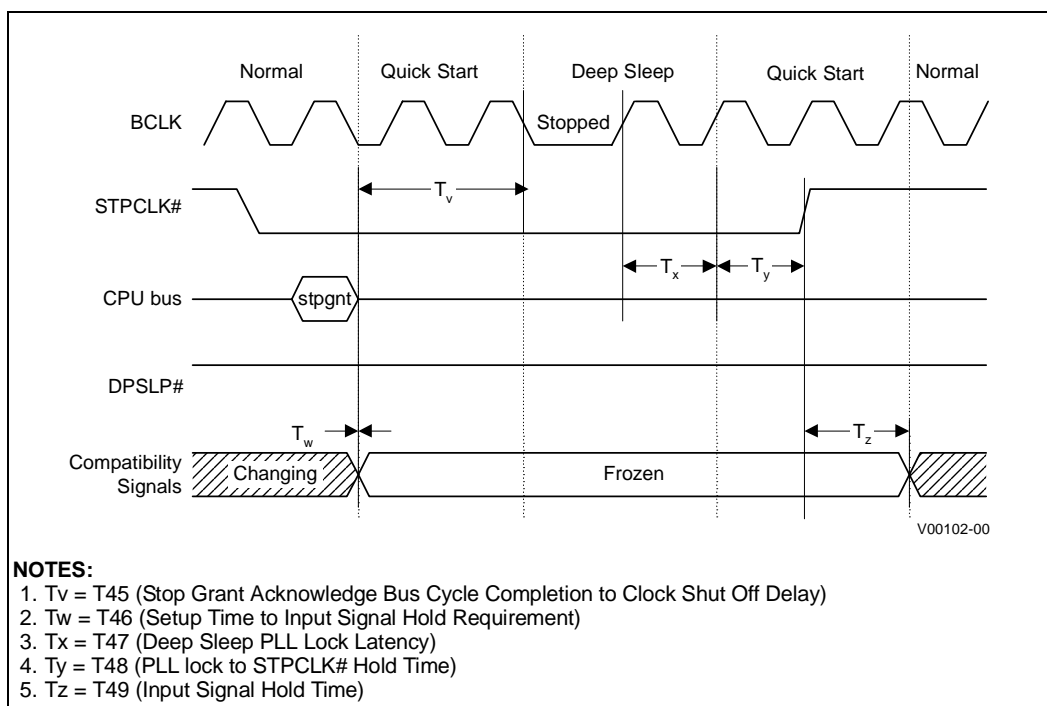 Normal Quick Start Deep Sleep Quick Start Normal
BCLK Stopped
STPCLK# Tv
Tx Ty
CPU bus stpgnt
DPSLP#
Tw Tz
Compatibility
Signals Changing Frozen
V00102-00
NOTES:
1. Tv = T45 (Stop Grant Acknowledge Bus Cycle Completion to Clock Shut Off Delay)
2. Tw = T46 (Setup Time to Input Signal Hold Requirement)
3. Tx = T47 (Deep Sleep PLL Lock Latency)
4. Ty = T48 (PLL lock to STPCLK# Hold Time)
5. Tz = T49 (Input Signal Hold Time)